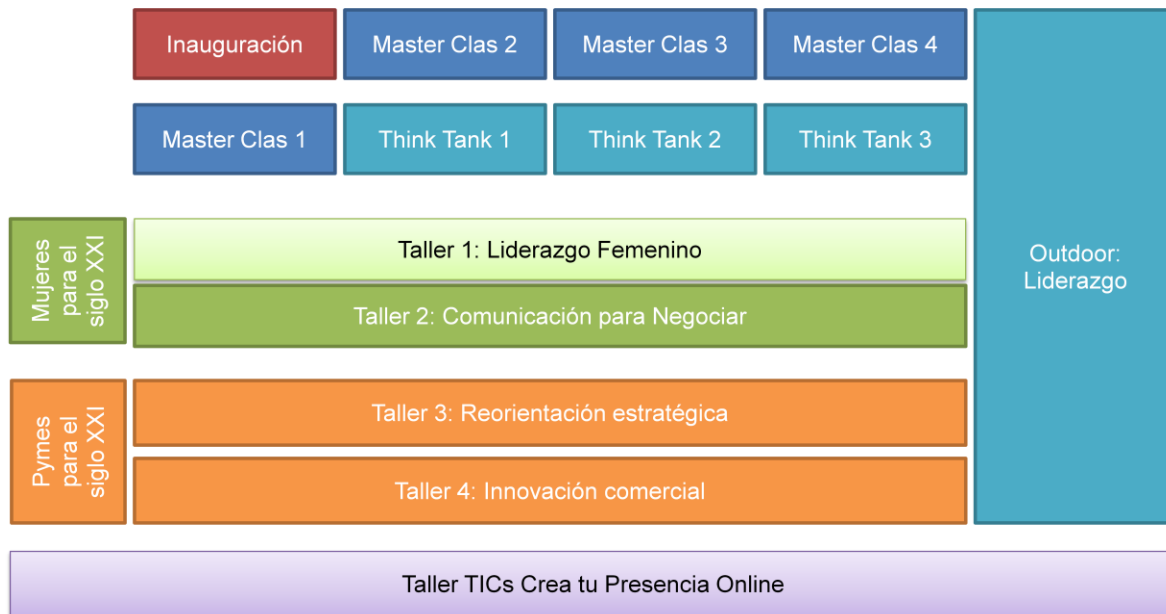 Inauguración
Master Clas 2
Master Clas 3
Master Clas 4
Master Clas 1
Think Tank 1
Think Tank 2
Think Tank 3
Outdoor:
Liderazgo
Mujeres
para el
siglo XXI
Taller 1: Liderazgo Femenino
Taller 2: Comunicación para Negociar
Pymes
para el
siglo XXI
Taller 3: Reorientación estratégica
Taller 4: Innovación comercial
Taller TICs Crea tu Presencia Online